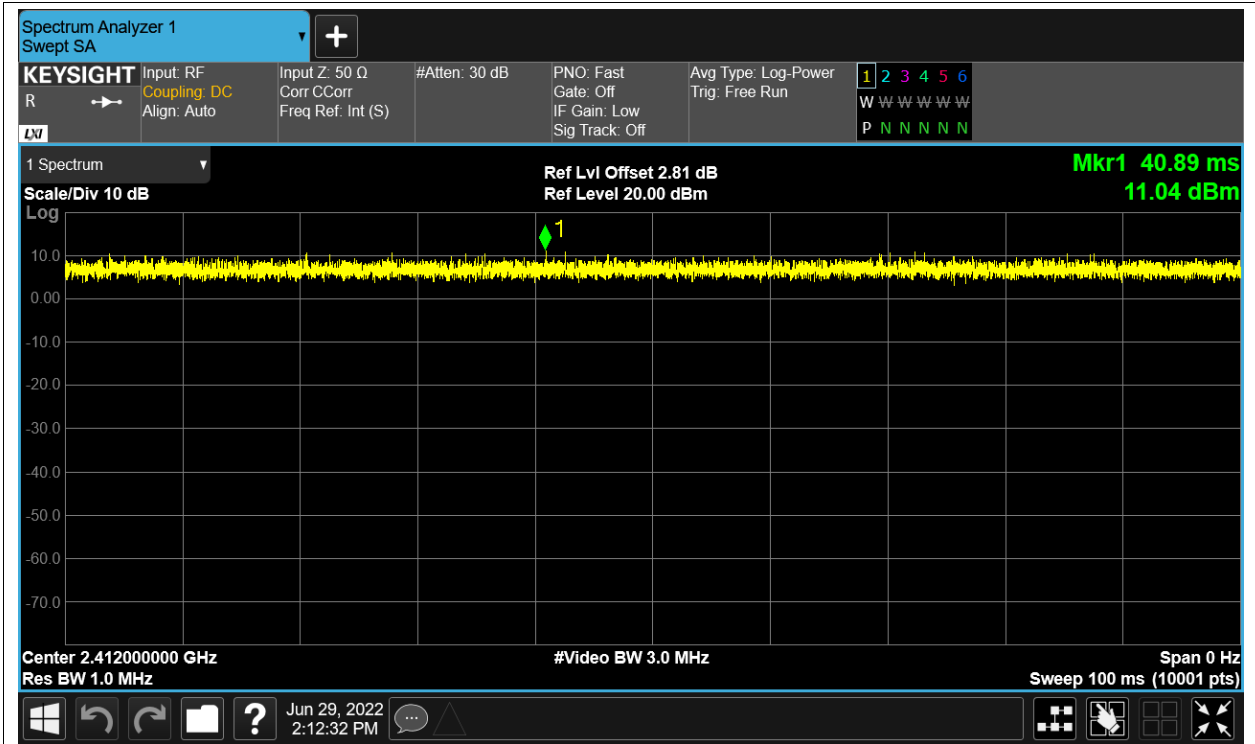 Spectrum Analyzer 1
Swept SA
KEYSIGHT
R
LXI
Input: RF
Coupling: DC
Align: Auto
Input Z: 50 Ω
Corr CCorr
Freq Ref: Int (S)
#Atten: 30 dB
PNO: Fast
Gate: Off
IF Gain: Low
Sig Track: Off
Avg Type: Log-Power
Trig: Free Run
1 2 3 4 5 6
W W W W W W
P N N N N N
1 Spectrum
Scale/Div 10 dB
Log
Ref Lvl Offset 2.81 dB
Ref Level 20.00 dBm
Mkr1 40.89 ms
11.04 dBm
1
10.0
0.00
-10.0
-20.0
-30.0
-40.0
-50.0
-60.0
-70.0
Center 2.412000000 GHz
Res BW 1.0 MHz
#Video BW 3.0 MHz
Span 0 Hz
Sweep 100 ms (10001 pts)
?
Jun 29, 2022
2:12:32 PM